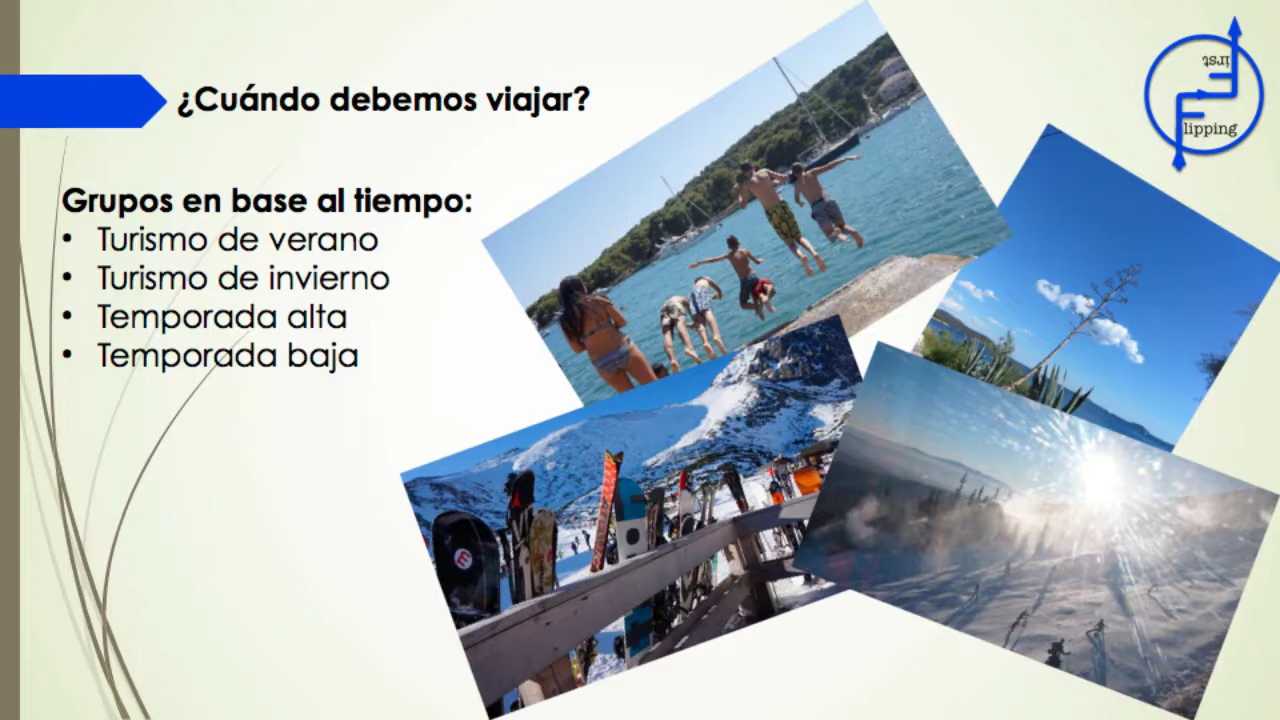 ¿Cuándo debemos viajar?
Grupos en base al tiempo:
• Turismo de verano
• Turismo de invierno
• Temporada alta
• Temporada baja
irst
lipping
E